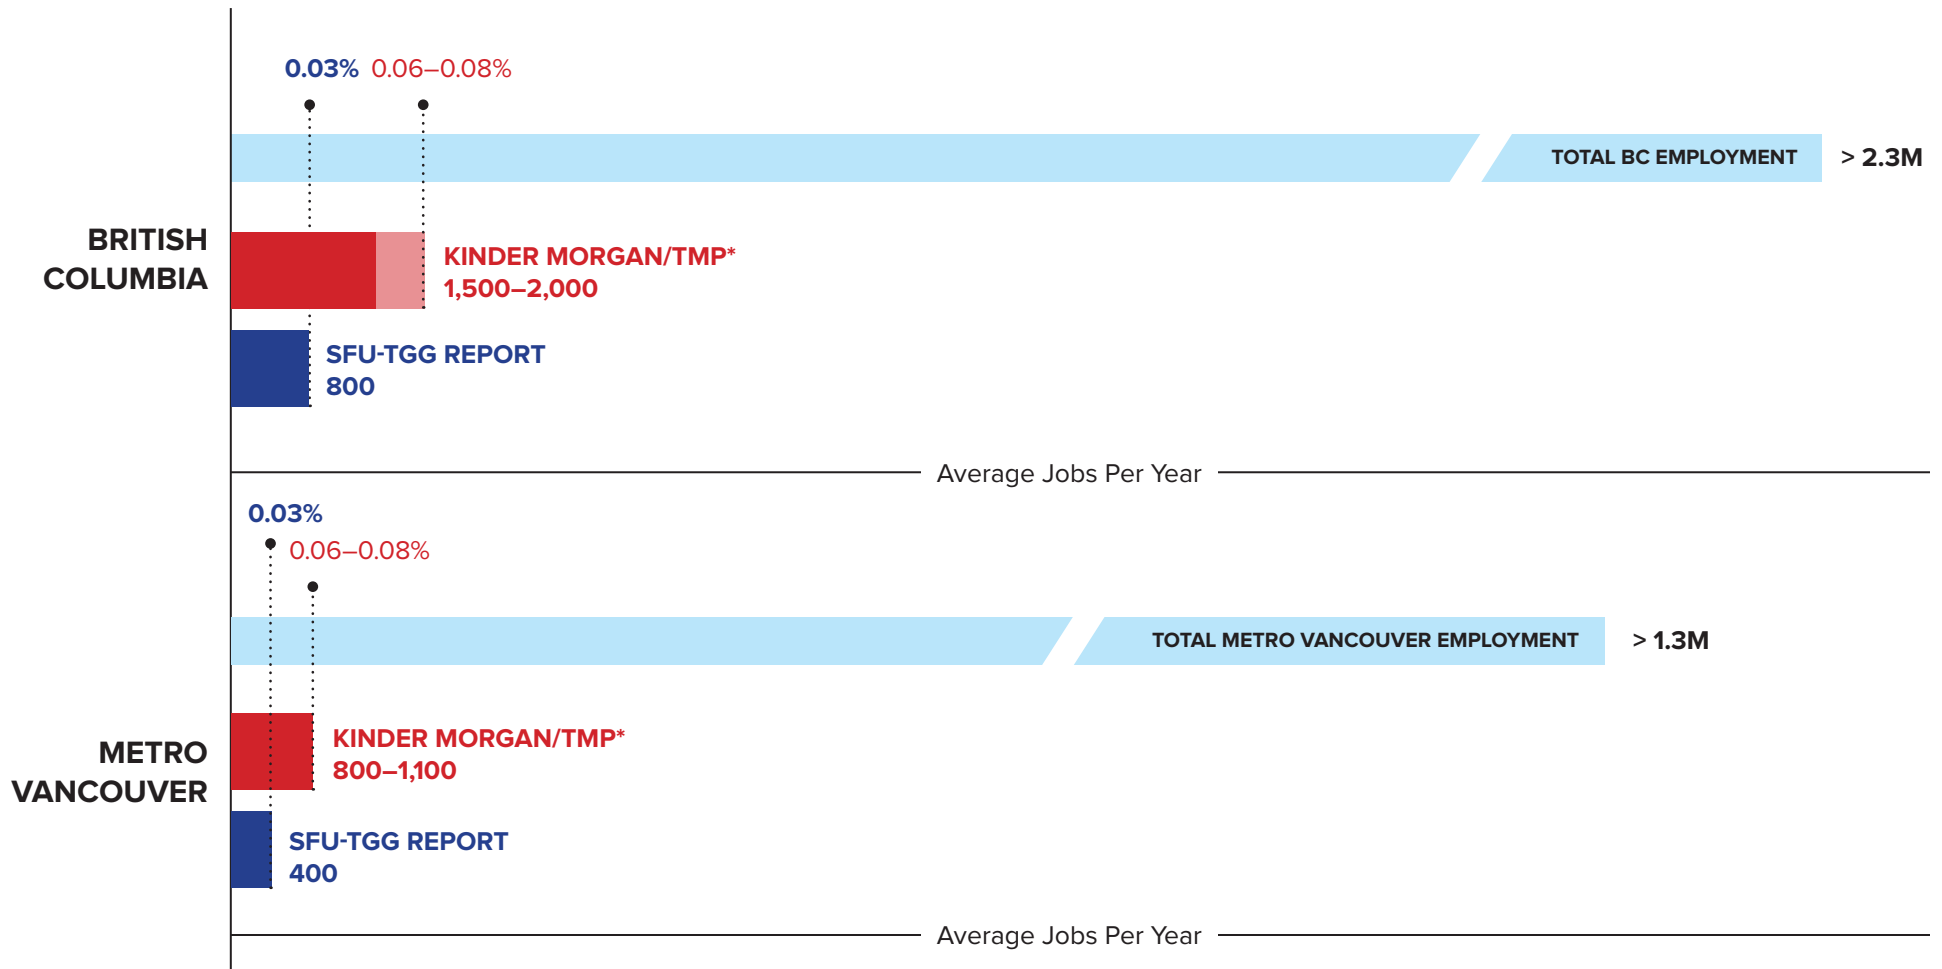 0.03% 0.06–0.08%
TOTAL BC EMPLOYMENT > 2.3M
BRITISH
COLUMBIA
KINDER MORGAN/TMP*
1,500–2,000
SFU-TGG REPORT
800
Average Jobs Per Year
0.03%
0.06–0.08%
TOTAL METRO VANCOUVER EMPLOYMENT > 1.3M
METRO
VANCOUVER
KINDER MORGAN/TMP*
800–1,100
SFU-TGG REPORT
400
Average Jobs Per Year